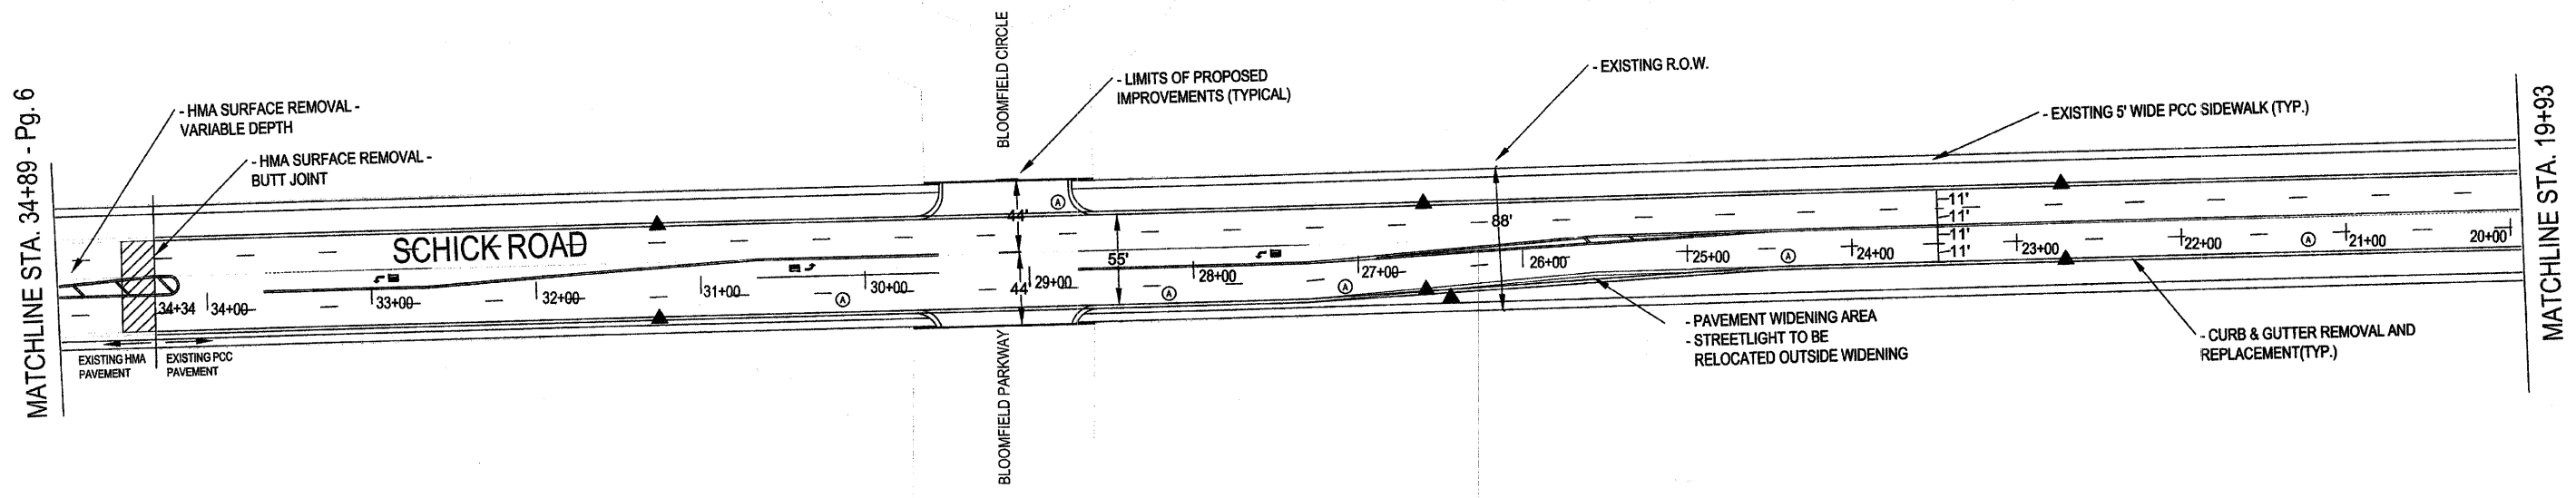 MATCHLINE STA. 34+89 - Pg. 6
- HMA SURFACE REMOVAL -
VARIABLE DEPTH
- HMA SURFACE REMOVAL -
BUTT JOINT
BLOOMFIELD CIRCLE
- LIMITS OF PROPOSED
IMPROVEMENTS (TYPICAL)
- EXISTING R.O.W.
- EXISTING 5' WIDE PCC SIDEWALK (TYP.)
MATCHLINE STA. 19+93
SCHICK ROAD
44'
44'
55'
88'
11'
11'
11'
11'
34+34
34+00
33+00
32+00
31+00
30+00
29+00
28+00
27+00
26+00
25+00
24+00
23+00
22+00
21+00
20+00
A
A
A
A
A
A
EXISTING HMA
PAVEMENT
EXISTING PCC
PAVEMENT
BLOOMFIELD PARKWAY
- PAVEMENT WIDENING AREA
- STREETLIGHT TO BE
RELOCATED OUTSIDE WIDENING
- CURB & GUTTER REMOVAL AND
REPLACEMENT(TYP.)